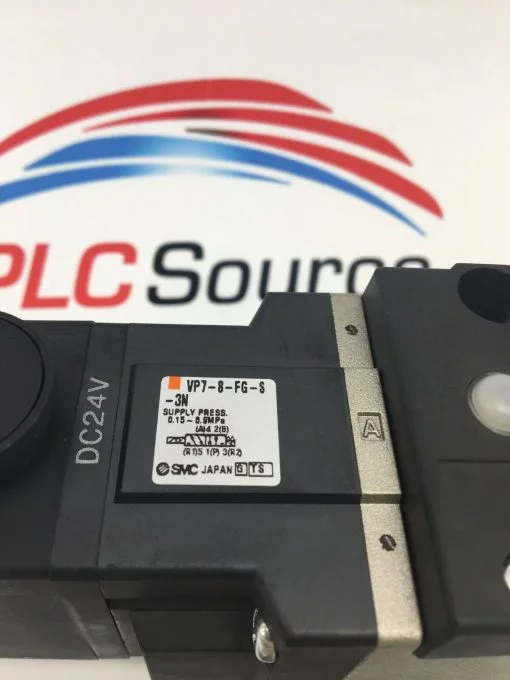 PLC Source
DC24V
VP7-8-FG-S
-3N
SUPPLY PRESS.
0.15~0.9MPa
(A)4 2(B)
(R1)5 1(P) 3(R2)
SMC JAPAN G TS
A